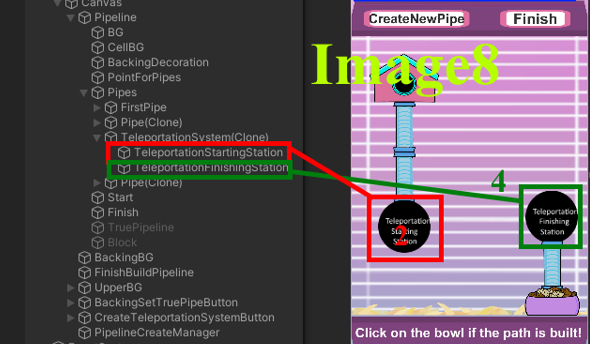 Canvas
Pipeline
BG
CellBG
BackingDecoration
PointForPipes
Pipes
FirstPipe
Pipe(Clone)
TeleportationSystem(Clone)
TeleportationStartingStation
TeleportationFinishingStation
Pipe(Clone)
Start
Finish
TruePipeline
Block
BackingBG
FinishBuildPipeline
UpperBG
BackingSetTruePipeButton
CreateTeleportationSystemButton
PipelineCreateManager
CreateNewPipe
Finish
Image8
4
Teleportation
Starting
Station
Teleportation
Finishing
Station
Click on the bowl if the path is built!